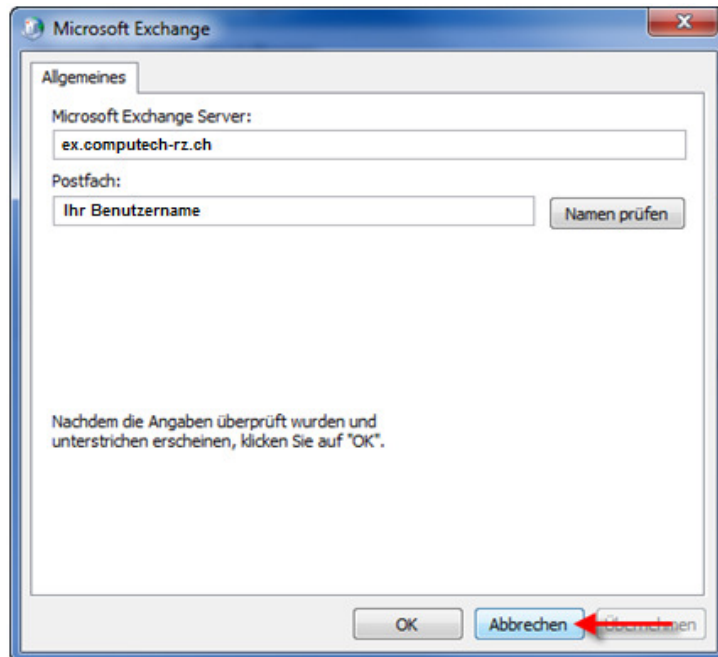 Microsoft Exchange
Allgemeines
Microsoft Exchange Server:
ex.computech-rz.ch
Postfach:
Ihr Benutzername
Namen prüfen
Nachdem die Angaben überprüft wurden und
unterstrichen erscheinen, klicken Sie auf "OK".
OK Abbrechen Übernehmen